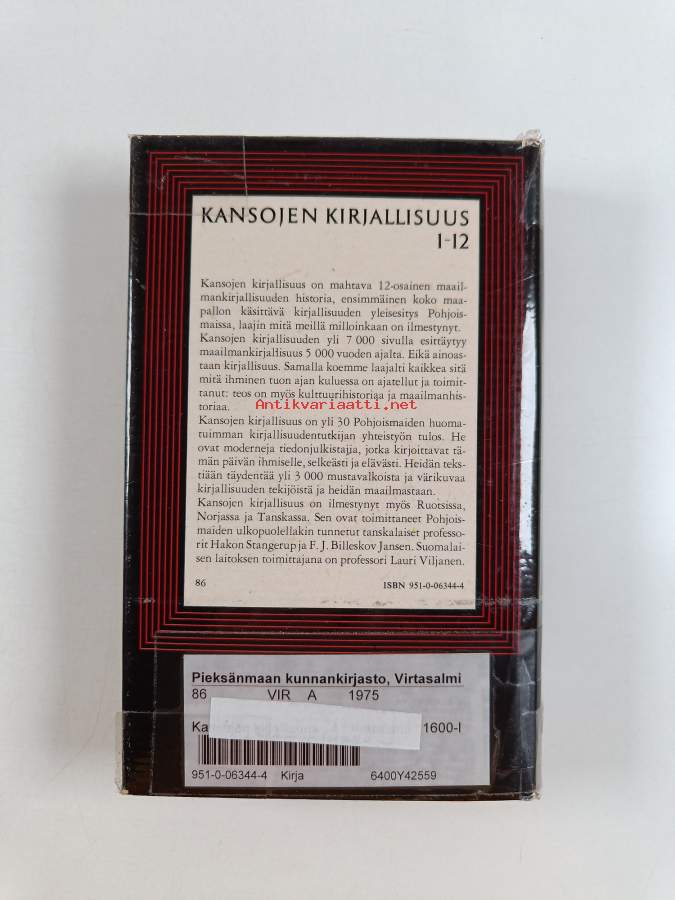 KANSOJEN KIRJALLISUUS
1-12
Kansojen kirjallisuus on mahtava 12-osainen maail-
mankirjallisuuden historia, ensimmäinen koko maa-
pallon käsittävä kirjallisuuden yleisesitys Pohjois-
maissa, laajin mitä meillä milloinkaan on ilmestynyt.
Kansojen kirjallisuuden yli 7 000 sivulla esittäytyy
maailmankirjallisuus 5 000 vuoden ajalta. Eikä ainoas-
taan kirjallisuus. Samalla koemme laajalti kaikkea sitä
mitä ihminen tuon ajan kuluessa on ajatellut ja toimit-
tanut: teos on myös kulttuurihistoriaa ja maailmanhis-
toriaa.
Antikvariaatti.net
Kansojen kirjallisuus on yli 30 Pohjoismaiden huoma-
tuimman kirjallisuudentutkijan yhteistyön tulos. He
ovat moderneja tiedonjulkistajia, jotka kirjoittavat tä-
män päivän ihmiselle, selkeästi ja elävästi. Heidän teks-
tiään täydentää yli 3 000 mustavalkoista ja värikuvaa
kirjallisuuden tekijöistä ja heidän maailmastaan.
Kansojen kirjallisuus on ilmestynyt myös Ruotsissa,
Norjassa ja Tanskassa. Sen ovat toimittaneet Pohjois-
maiden ulkopuolellakin tunnetut tanskalaiset professo-
rit Hakon Stangerup ja F. J. Billeskov Jansen. Suomalai-
sen laitoksen toimittajana on professori Lauri Viljanen.
86 ISBN 951-0-06344-4
Pieksänmaan kunnankirjasto, Virtasalmi
86 VIR A 1975
Ka 1600-l
951-0-06344-4 Kirja 6400Y42559